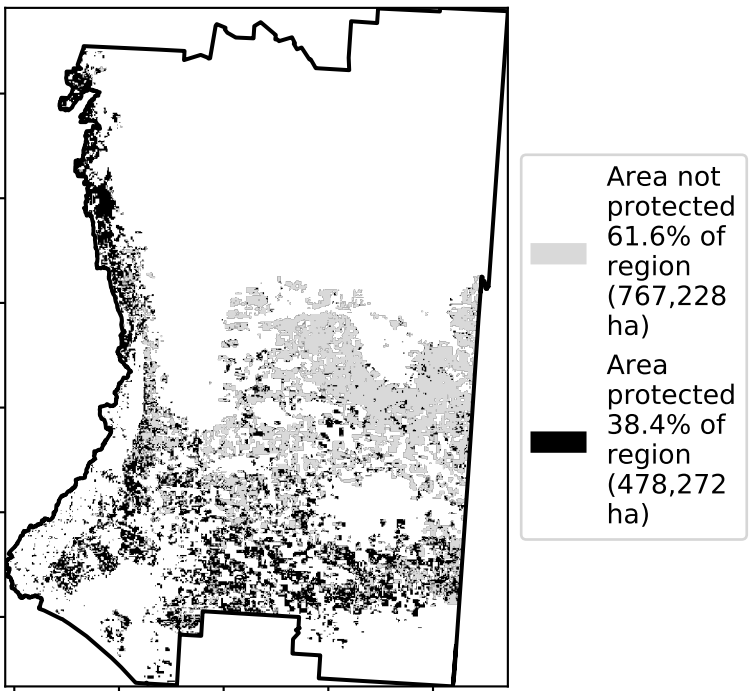 Area not
protected
61.6% of
region
(767,228
ha)
Area
protected
38.4% of
region
(478,272
ha)